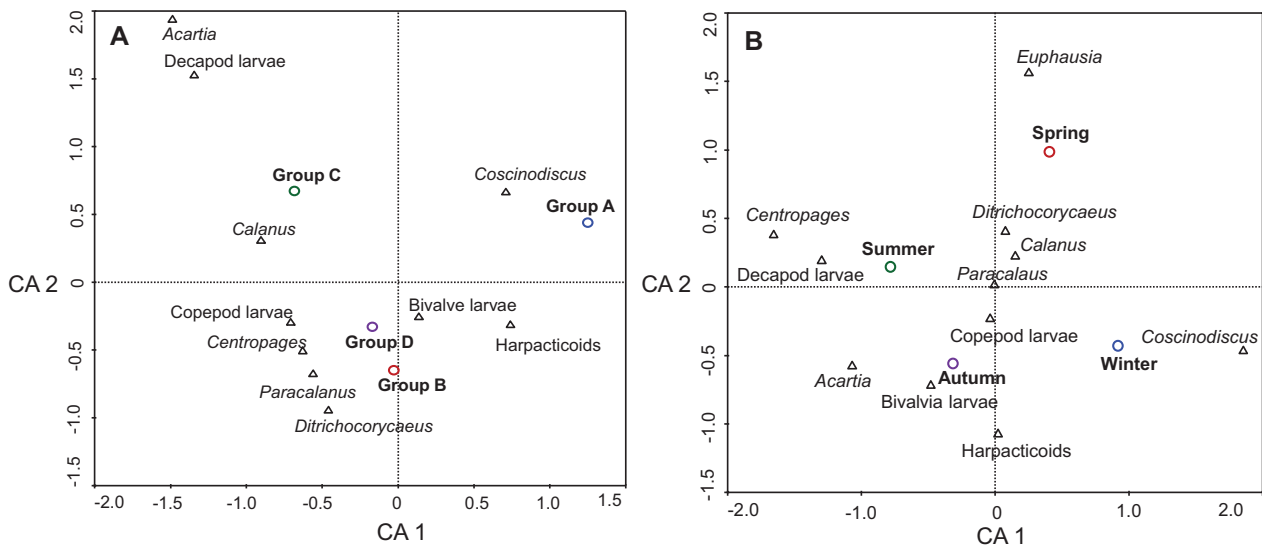 A
2.0
1.5
1.0
0.5
0
-0.5
-1.0
-1.5
CA 2
Acartia
Decapod larvae
Group C
Calanus
Coscinodiscus
Group A
Copepod larvae
Bivalve larvae
Group D
Centropages
Harpacticoids
Group B
Paracalanus
Ditrichocorycaeus
-2.0 -1.5 -1.0 -0.5 0 0.5 1.0 1.5
CA 1
B
2.0
1.5
1.0
0.5
0
-0.5
-1.0
-1.5
CA 2
Euphausia
Spring
Centropages
Ditrichocorycaeus
Summer
Calanus
Decapod larvae
Paracalaus
Copepod larvae
Coscinodiscus
Winter
Acartia
Autumn
Bivalvia larvae
Harpacticoids
-2.0 -1.0 0 1.0 2.0
CA 1